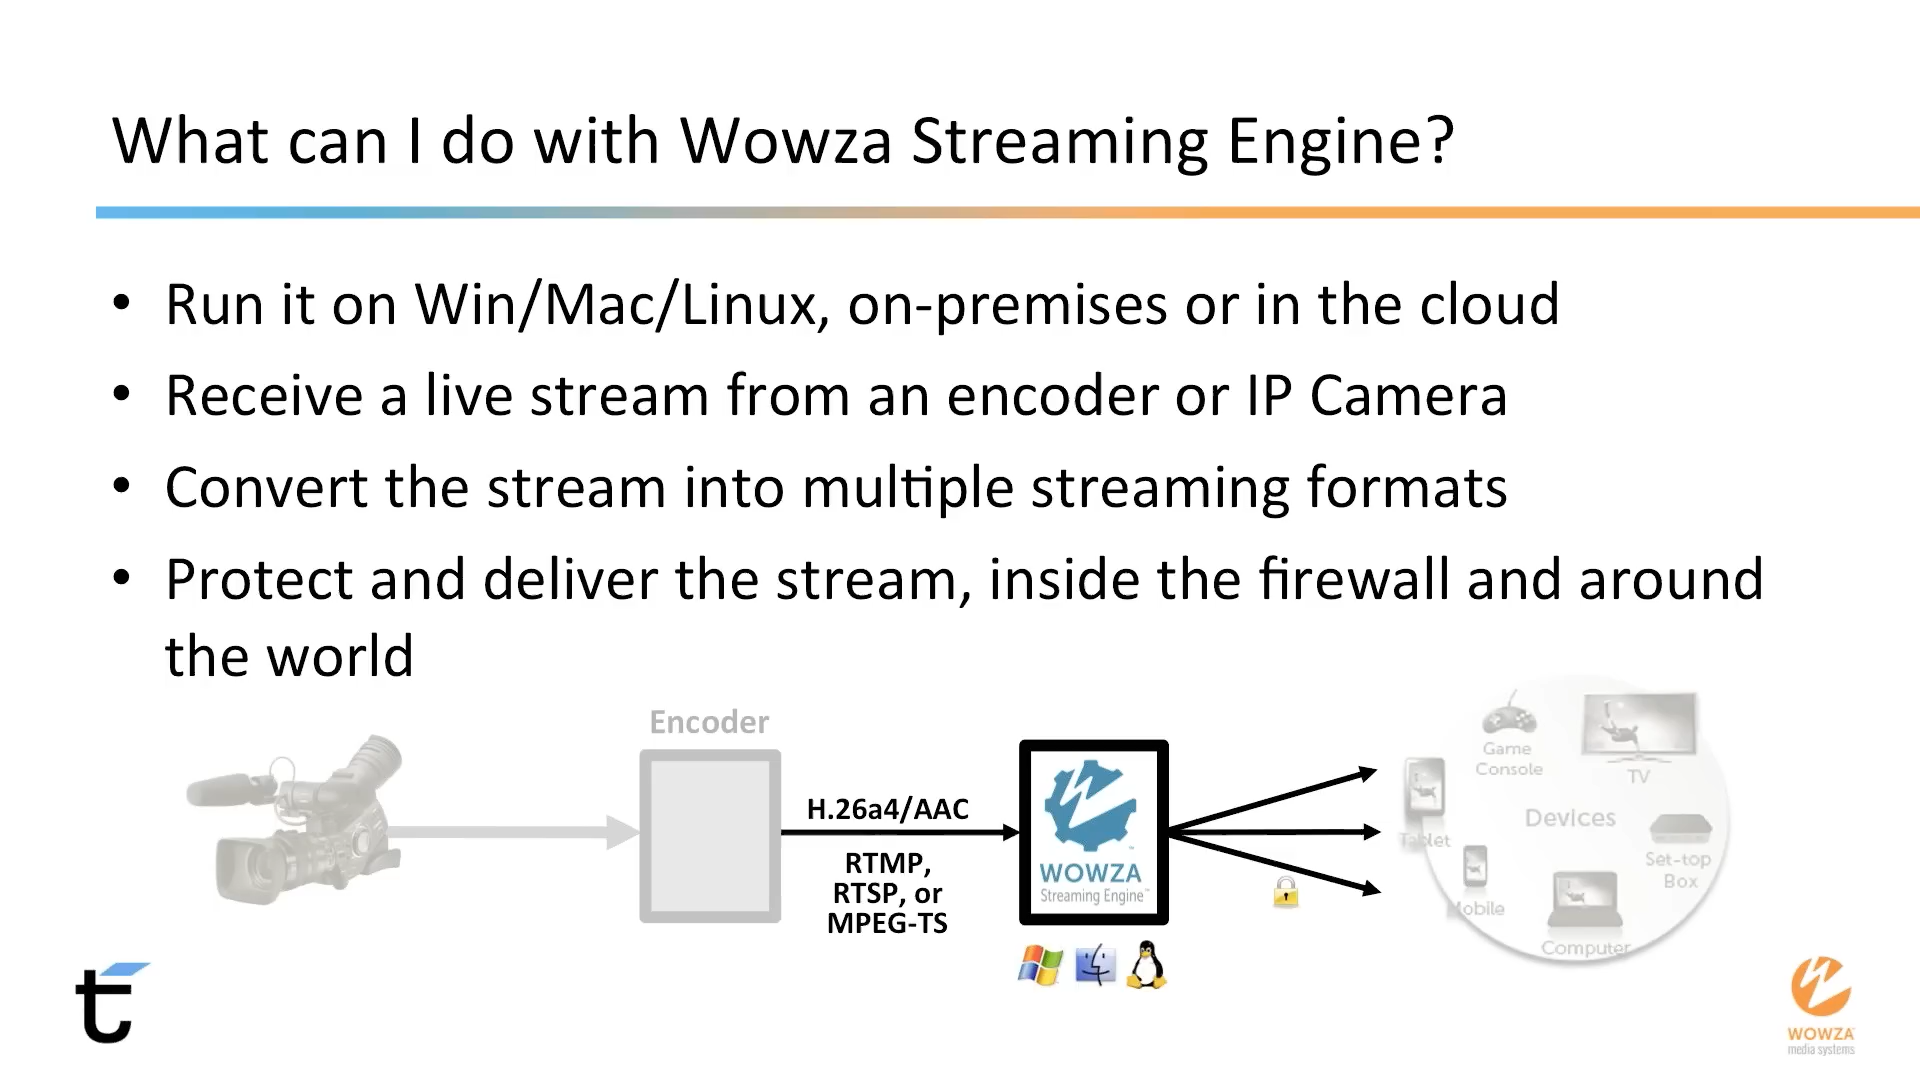 What can I do with Wowza Streaming Engine?
• Run it on Win/Mac/Linux, on-premises or in the cloud
• Receive a live stream from an encoder or IP Camera
• Convert the stream into multiple streaming formats
• Protect and deliver the stream, inside the firewall and around
the world
Encoder
H.26a4/AAC
RTMP,
RTSP, or
MPEG-TS
WOWZA
Streaming Engine™
Game
Console
TV
Tablet
Devices
Set-top
Box
Mobile
Computer
t
WOWZA
media systems